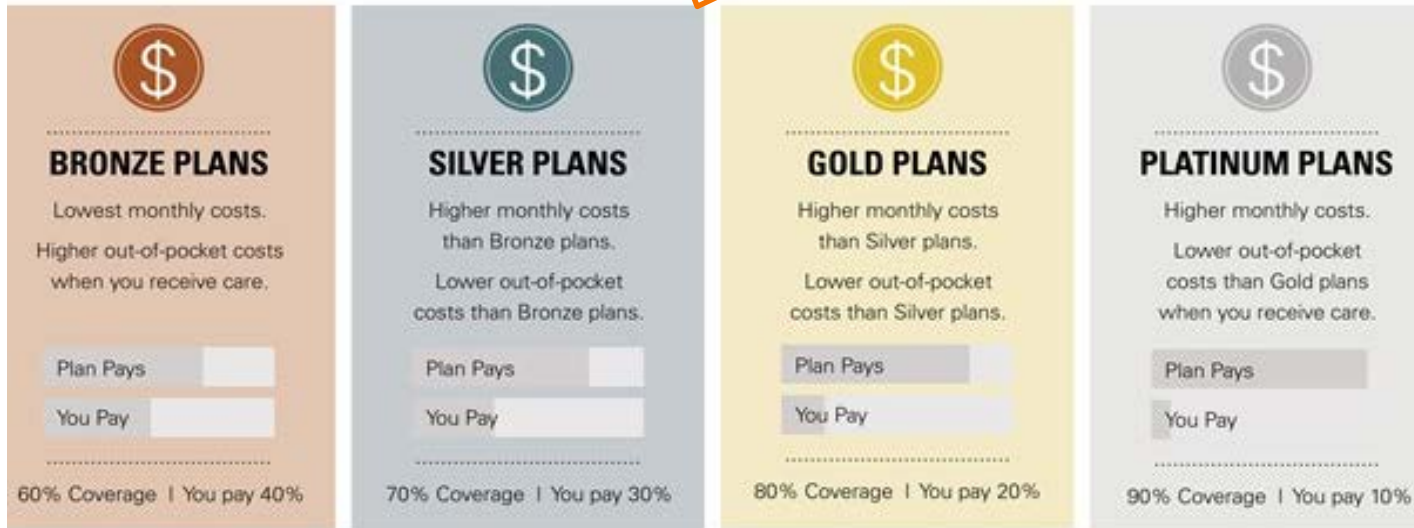 $
BRONZE PLANS
Lowest monthly costs.
Higher out-of-pocket costs
when you receive care.
Plan Pays
You Pay
60% Coverage | You pay 40%
$
SILVER PLANS
Higher monthly costs
than Bronze plans.
Lower out-of-pocket
costs than Bronze plans.
Plan Pays
You Pay
70% Coverage | You pay 30%
$
GOLD PLANS
Higher monthly costs
than Silver plans.
Lower out-of-pocket
costs than Silver plans.
Plan Pays
You Pay
80% Coverage | You pay 20%
$
PLATINUM PLANS
Higher monthly costs.
Lower out-of-pocket
costs than Gold plans
when you receive care.
Plan Pays
You Pay
90% Coverage | You pay 10%